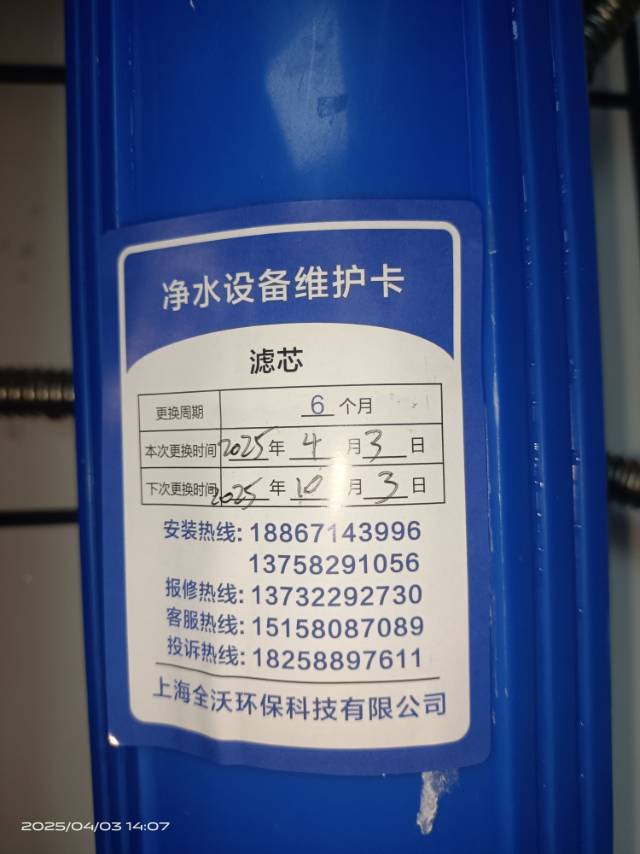 净水设备维护卡
滤芯
更换周期 6 个月
本次更换时间 2025 年 4 月 3 日
下次更换时间 2025 年 10 月 3 日
安装热线: 18867143996
13758291056
报修热线: 13732292730
客服热线: 15158087089
投诉热线: 18258897611
上海全沃环保科技有限公司
2025/04/03 14:07